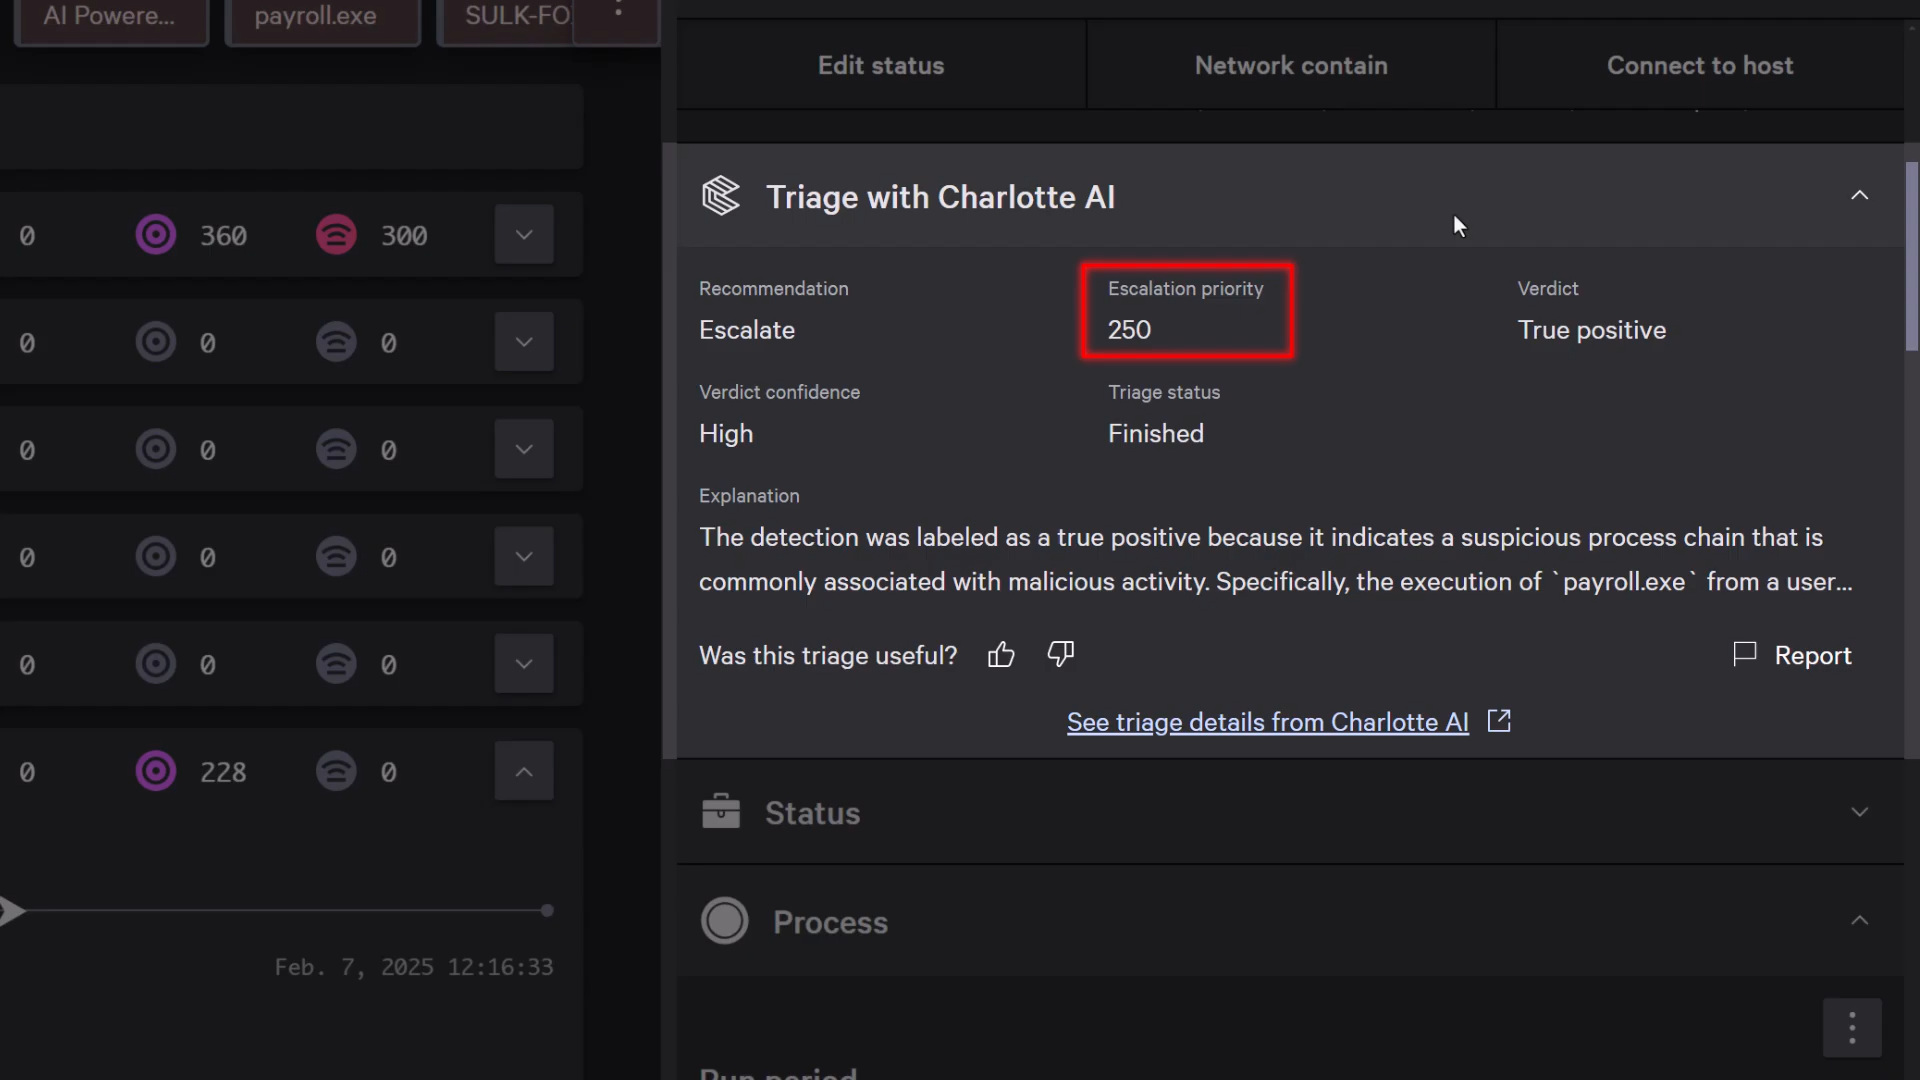 AI Powere...
payroll.exe
SULK-FO
Edit status
Network contain
Connect to host
Triage with Charlotte AI
Recommendation
Escalate
Escalation priority
250
Verdict
True positive
Verdict confidence
High
Triage status
Finished
Explanation
The detection was labeled as a true positive because it indicates a suspicious process chain that is
commonly associated with malicious activity. Specifically, the execution of `payroll.exe` from a user...
Was this triage useful?
Report
See triage details from Charlotte AI
Status
Process
Run period
0 360 300
0 0 0
0 0 0
0 0 0
0 0 0
0 228 0
Feb. 7, 2025 12:16:33